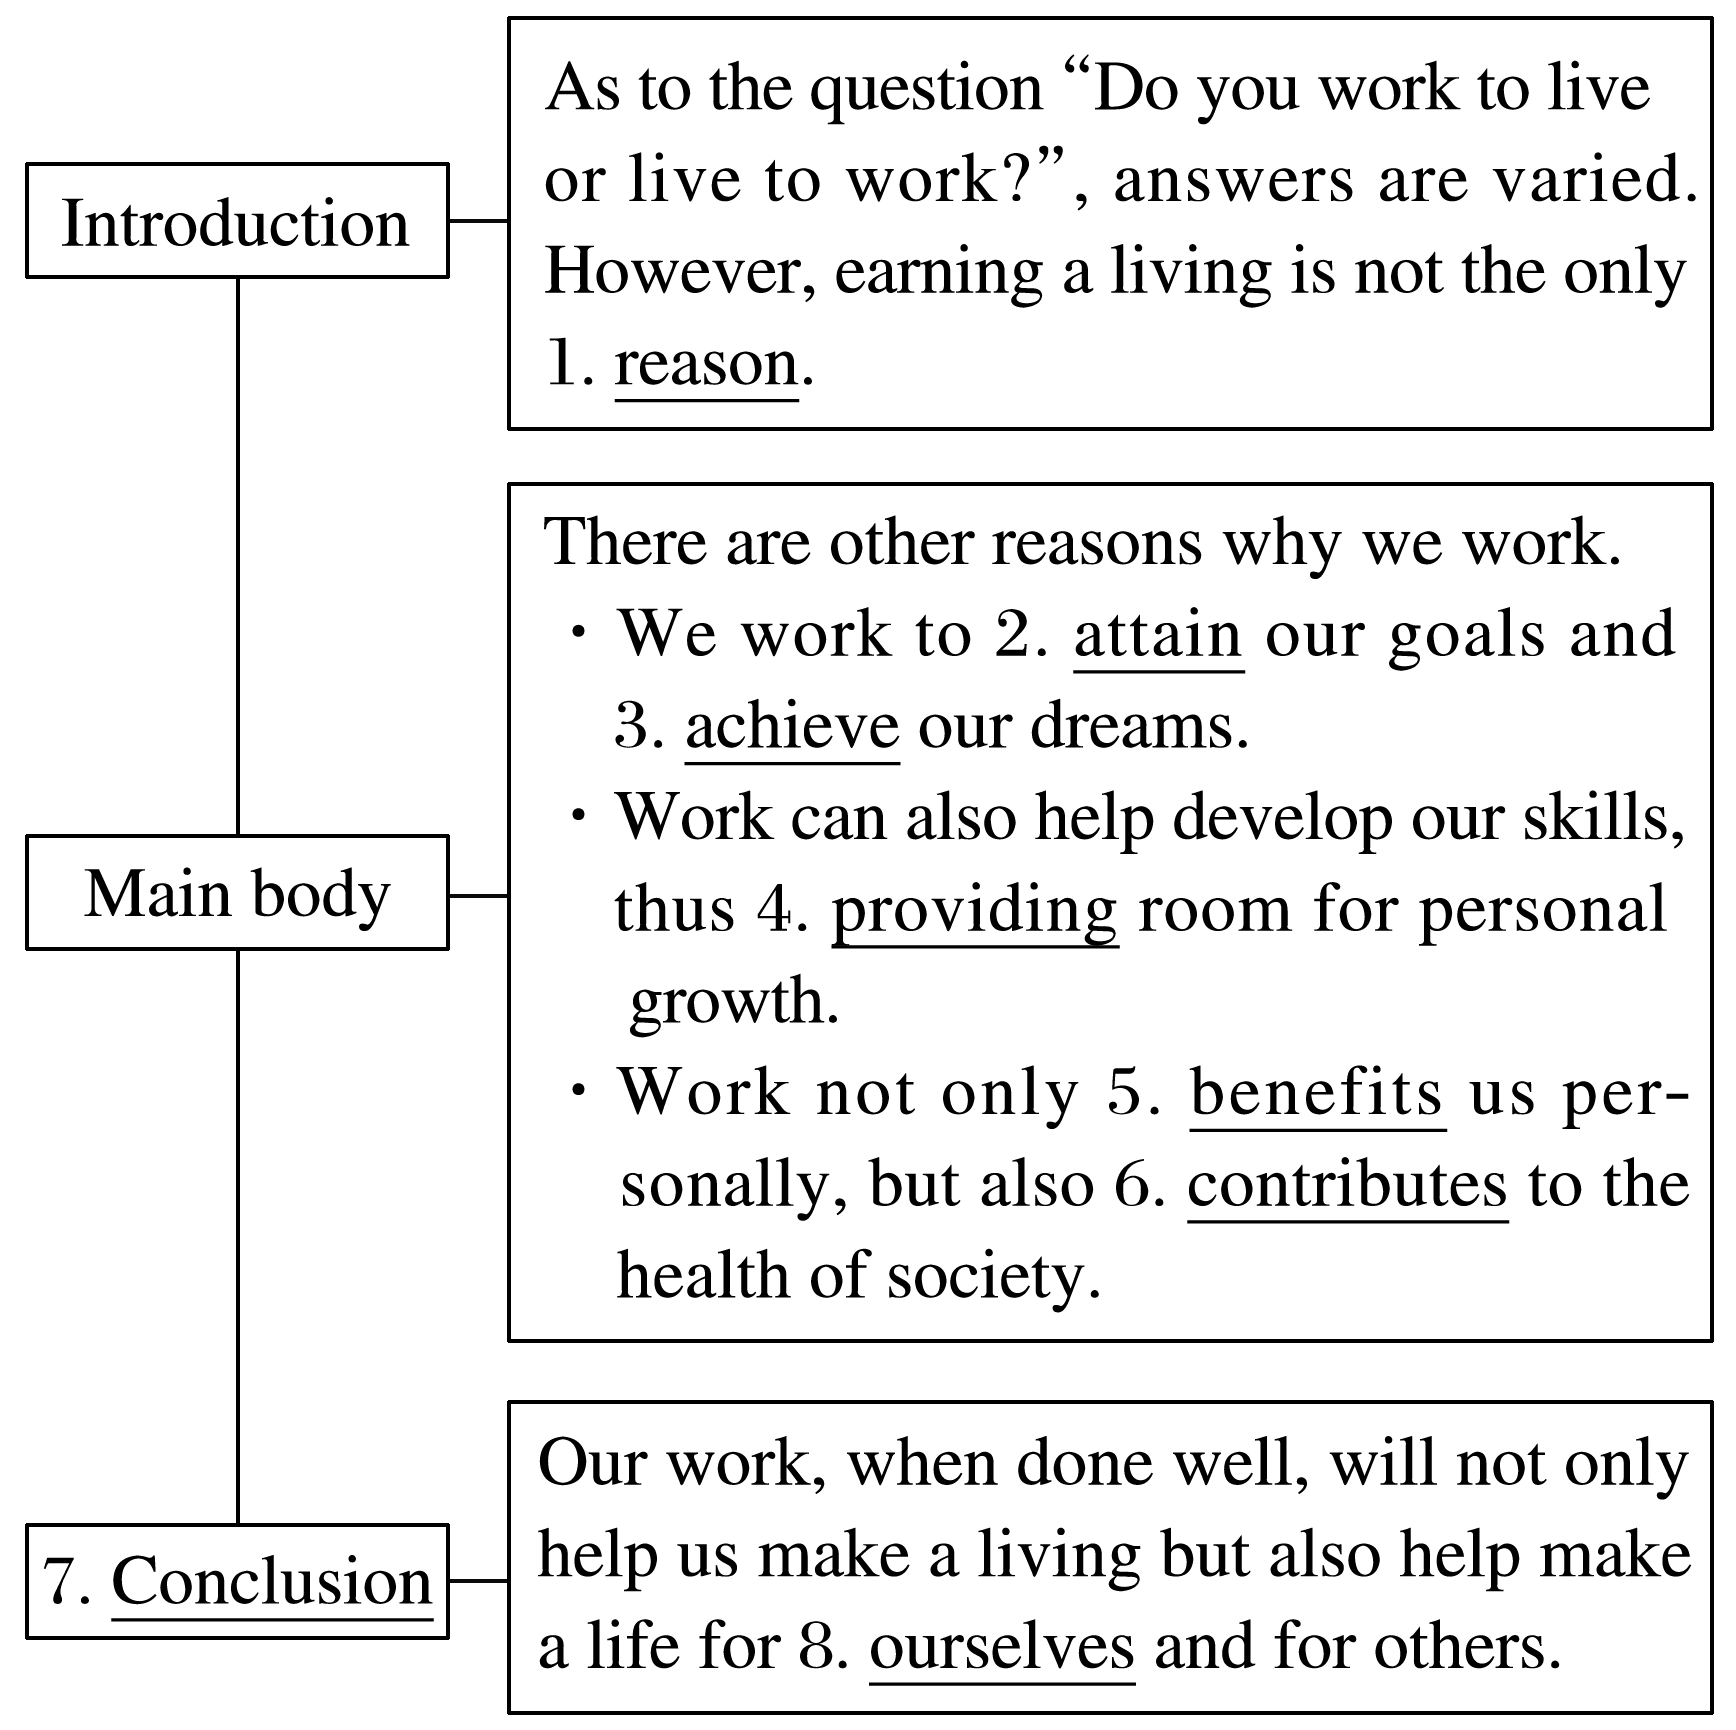 Introduction
As to the question “Do you work to live
or live to work?”, answers are varied.
However, earning a living is not the only
1. reason.
Main body
There are other reasons why we work.
· We work to 2. attain our goals and
3. achieve our dreams.
· Work can also help develop our skills,
thus 4. providing room for personal
growth.
· Work not only 5. benefits us per-
sonally, but also 6. contributes to the
health of society.
7. Conclusion
Our work, when done well, will not only
help us make a living but also help make
a life for 8. ourselves and for others.